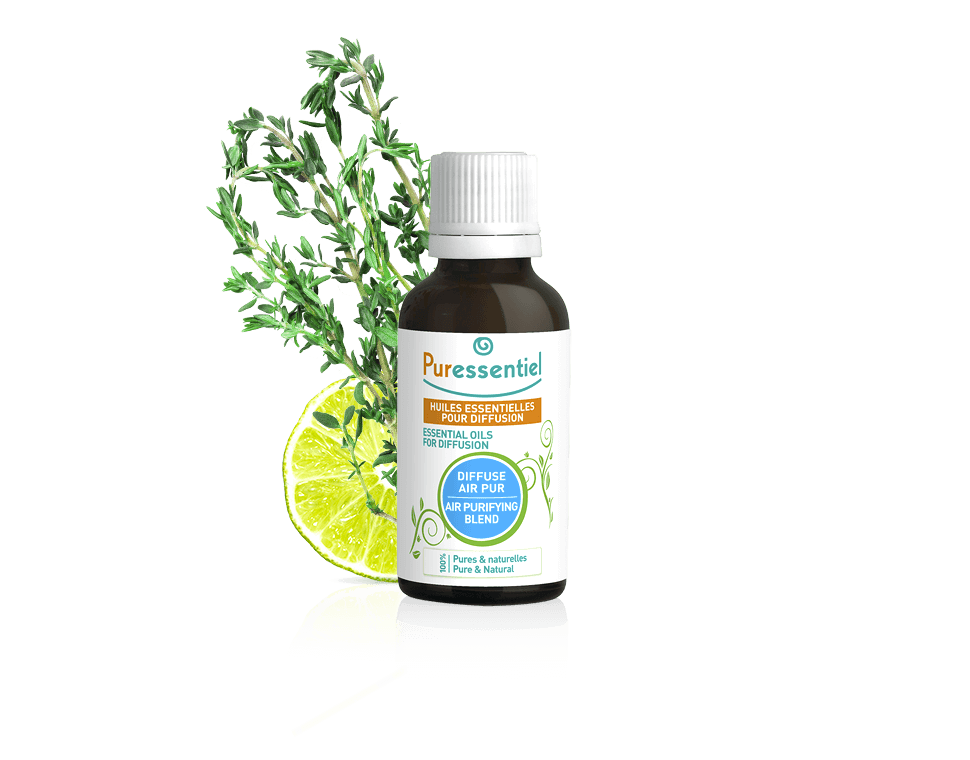 Puressentiel
HUILES ESSENTIELLES
POUR DIFFUSION
ESSENTIAL OILS
FOR DIFFUSION
DIFFUSE
AIR PUR
AIR PURIFYING
BLEND
100%
Pures & naturelles
Pure & Natural